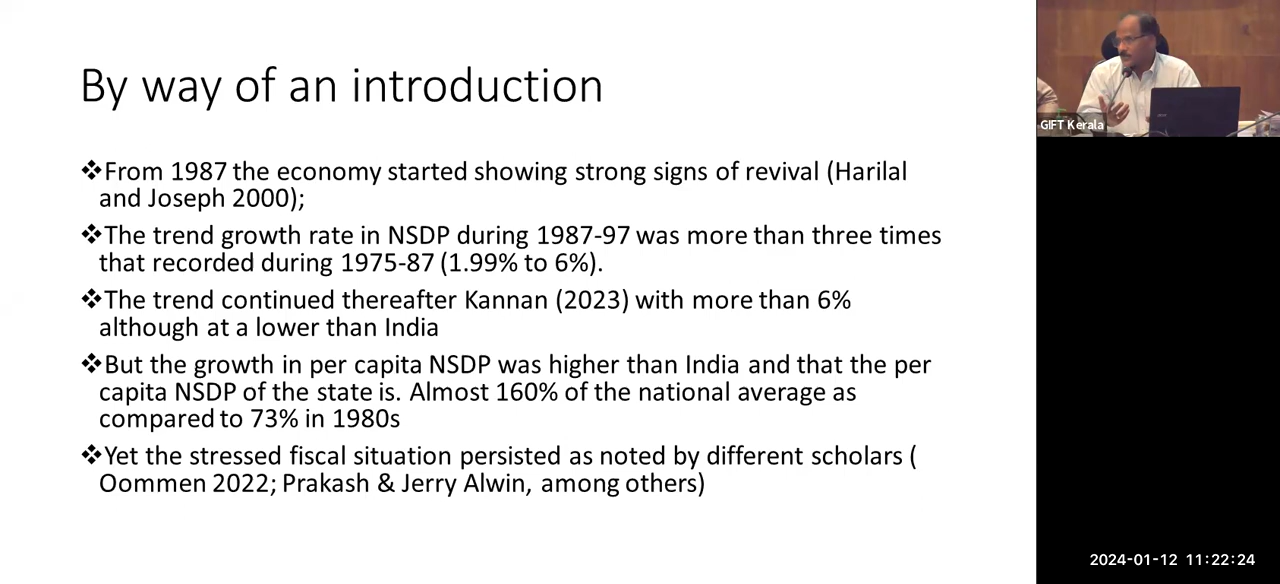 By way of an introduction
❖From 1987 the economy started showing strong signs of revival (Harilal
and Joseph 2000);
❖The trend growth rate in NSDP during 1987-97 was more than three times
that recorded during 1975-87 (1.99% to 6%).
❖The trend continued thereafter Kannan (2023) with more than 6%
although at a lower than India
❖But the growth in per capita NSDP was higher than India and that the per
capita NSDP of the state is. Almost 160% of the national average as
compared to 73% in 1980s
❖Yet the stressed fiscal situation persisted as noted by different scholars (
Oommen 2022; Prakash & Jerry Alwin, among others)
GIFT Kerala
2024-01-12 11:22:24